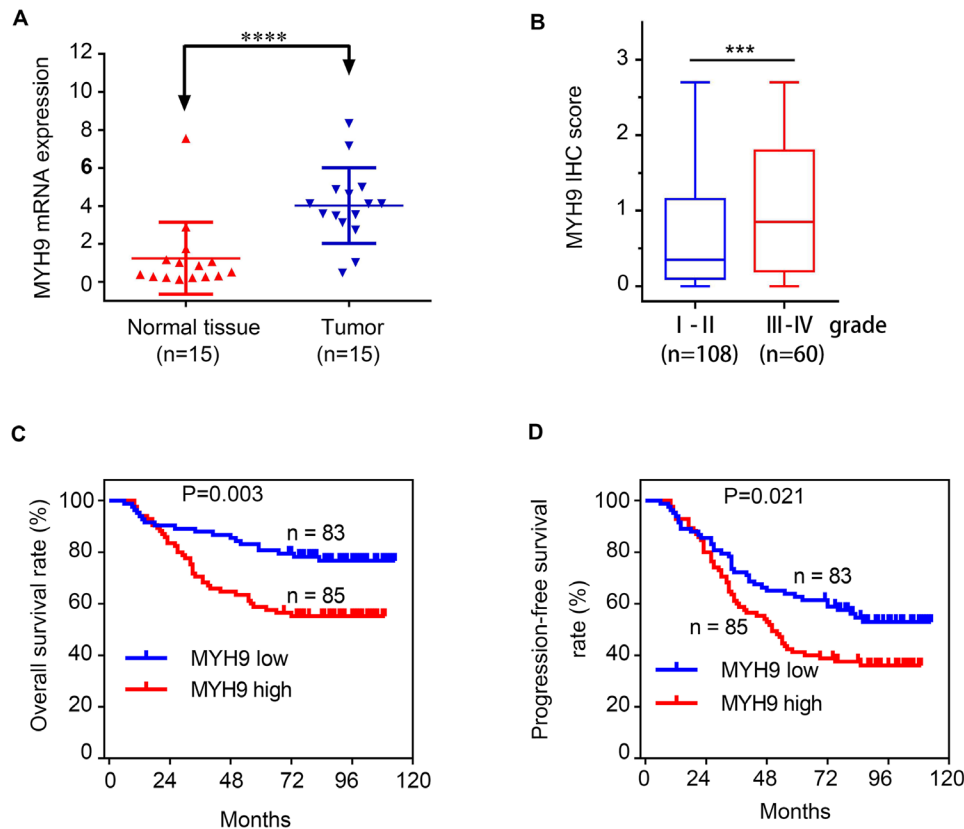 A
MYH9 mRNA expression
12
10
8
6
4
2
0
****
Normal tissue
(n=15)
Tumor
(n=15)
B
MYH9 IHC score
3
2
1
0
***
I - II
(n=108)
III-IV
(n=60)
grade
C
Overall survival rate (%)
100
80
60
40
20
0
P=0.003
n = 83
n = 85
MYH9 low
MYH9 high
0 24 48 72 96 120
Months
D
Progression-free survival
rate (%)
100
80
60
40
20
0
P=0.021
n = 83
n = 85
MYH9 low
MYH9 high
0 24 48 72 96 120
Months